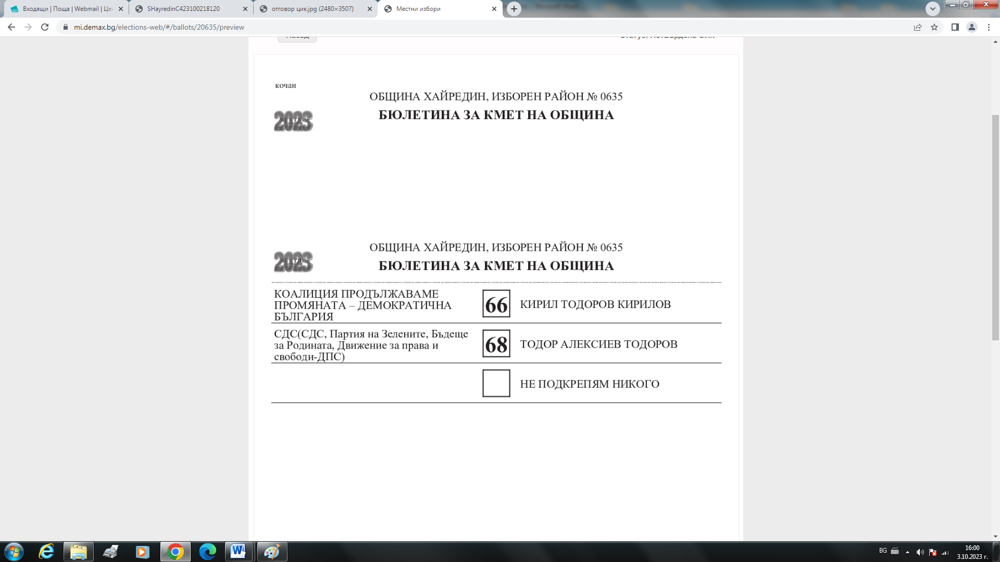 Входящи | Поща | Webmail | Це
SHayredinC423100218120
отговор цик.jpg (2480×3507)
Местни избори
mi.demax.bg/elections-web/#/ballots/20635/preview
Назад
кочан
ОБЩИНА ХАЙРЕДИН, ИЗБОРЕН РАЙОН № 0635
БЮЛЕТИНА ЗА КМЕТ НА ОБЩИНА
2023
ОБЩИНА ХАЙРЕДИН, ИЗБОРЕН РАЙОН № 0635
БЮЛЕТИНА ЗА КМЕТ НА ОБЩИНА
2023
КОАЛИЦИЯ ПРОДЪЛЖАВАМЕ
ПРОМЯНАТА – ДЕМОКРАТИЧНА
БЪЛГАРИЯ
66 КИРИЛ ТОДОРОВ КИРИЛОВ
СДС(СДС, Партия на Зелените, Бъдеще
за Родината, Движение за права и
свободи-ДПС)
68 ТОДОР АЛЕКСИЕВ ТОДОРОВ
НЕ ПОДКРЕПЯМ НИКОГО
BG
16:00
3.10.2023 г.